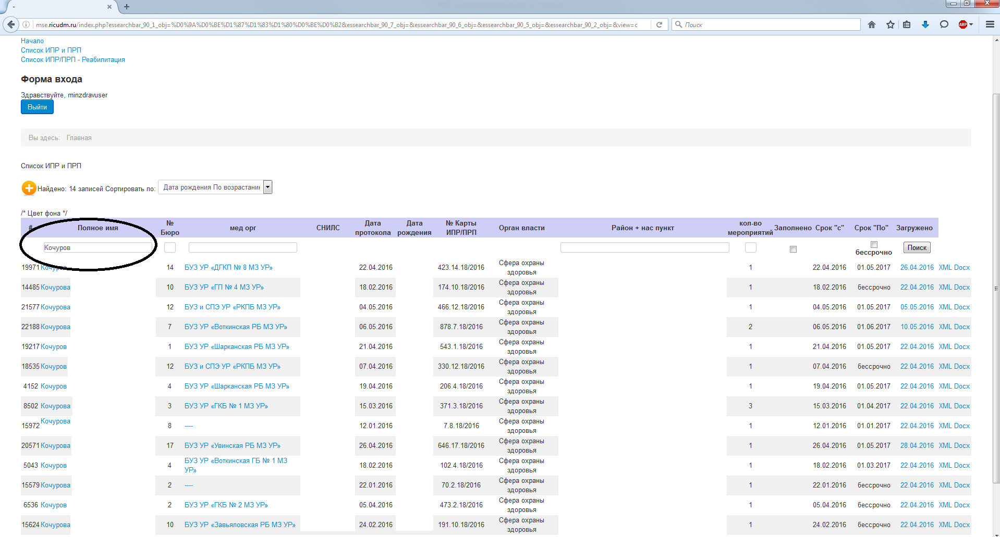 -
mse.ricudm.ru/index.php?essearchbar_90_1_obj=%D0%9A%D0%BE%D1%87%D1%83%D1%80%D0%BE%D0%B2&essearchbar_90_7_obj=&essearchbar_90_6_obj=&essearchbar_90_5_obj=&essearchbar_90_2_obj=&view=c Поиск ABP
Начало
Список ИПР и ПРП
Список ИПР/ПРП - Реабилитация
Форма входа
Здравствуйте, minzdravuser
Выйти
Вы здесь: Главная
Список ИПР и ПРП
Найдено: 14 записей Сортировать по: Дата рождения По возрастани
/* Цвет фона */
# Полное имя № Бюро мед орг СНИЛС Дата протокола Дата рождения № Карты ИПР/ПРП Орган власти Район + нас пункт кол-во мероприятий Заполнено Срок "с" Срок "По" Загружено
Кочуров бессрочно Поиск
19971 Кочуров 14 БУЗ УР «ДГКП № 8 МЗ УР» 22.04.2016 423.14.18/2016 Сфера охраны здоровья 1 22.04.2016 01.05.2017 26.04.2016 XML Docx
14485 Кочурова 10 БУЗ УР «ГП № 4 МЗ УР» 18.02.2016 174.10.18/2016 Сфера охраны здоровья 1 18.02.2016 бессрочно 22.04.2016 XML Docx
21577 Кочурова 12 БУЗ и СПЭ УР «РКПБ МЗ УР» 04.05.2016 466.12.18/2016 Сфера охраны здоровья 1 04.05.2016 01.05.2017 05.05.2016 XML Docx
22188 Кочурова 7 БУЗ УР «Воткинская РБ МЗ УР» 06.05.2016 878.7.18/2016 Сфера охраны здоровья 2 06.05.2016 01.06.2017 10.05.2016 XML Docx
19217 Кочуров 1 БУЗ УР «Шарканская РБ МЗ УР» 21.04.2016 543.1.18/2016 Сфера охраны здоровья 1 21.04.2016 01.05.2017 22.04.2016 XML Docx
18535 Кочуров 12 БУЗ и СПЭ УР «РКПБ МЗ УР» 07.04.2016 330.12.18/2016 Сфера охраны здоровья 1 07.04.2016 бессрочно 22.04.2016 XML Docx
4152 Кочуров 4 БУЗ УР «Шарканская РБ МЗ УР» 19.04.2016 206.4.18/2016 Сфера охраны здоровья 1 19.04.2016 01.05.2017 22.04.2016 XML Docx
8502 Кочурова 3 БУЗ УР «ГКБ № 1 МЗ УР» 15.03.2016 371.3.18/2016 Сфера охраны здоровья 3 15.03.2016 01.04.2017 22.04.2016 XML Docx
15972 Кочурова 8 ---- 12.01.2016 7.8.18/2016 Сфера охраны здоровья 1 12.01.2016 01.01.2017 22.04.2016 XML Docx
20571 Кочурова 17 БУЗ УР «Увинская РБ МЗ УР» 26.04.2016 646.17.18/2016 Сфера охраны здоровья 1 26.04.2016 01.05.2017 28.04.2016 XML Docx
5043 Кочуров 4 БУЗ УР «Воткинская ГБ № 1 МЗ УР» 18.02.2016 102.4.18/2016 Сфера охраны здоровья 1 18.02.2016 01.03.2017 22.04.2016 XML Docx
15579 Кочурова 2 ---- 22.01.2016 70.2.18/2016 Сфера охраны здоровья 1 22.01.2016 бессрочно 22.04.2016 XML Docx
6536 Кочуров 2 БУЗ УР «ГКБ № 2 МЗ УР» 05.04.2016 473.2.18/2016 Сфера охраны здоровья 1 05.04.2016 бессрочно 22.04.2016 XML Docx
15624 Кочурова 10 БУЗ УР «Завьяловская РБ МЗ УР» 24.02.2016 191.10.18/2016 Сфера охраны здоровья 1 24.02.2016 бессрочно 22.04.2016 XML Docx